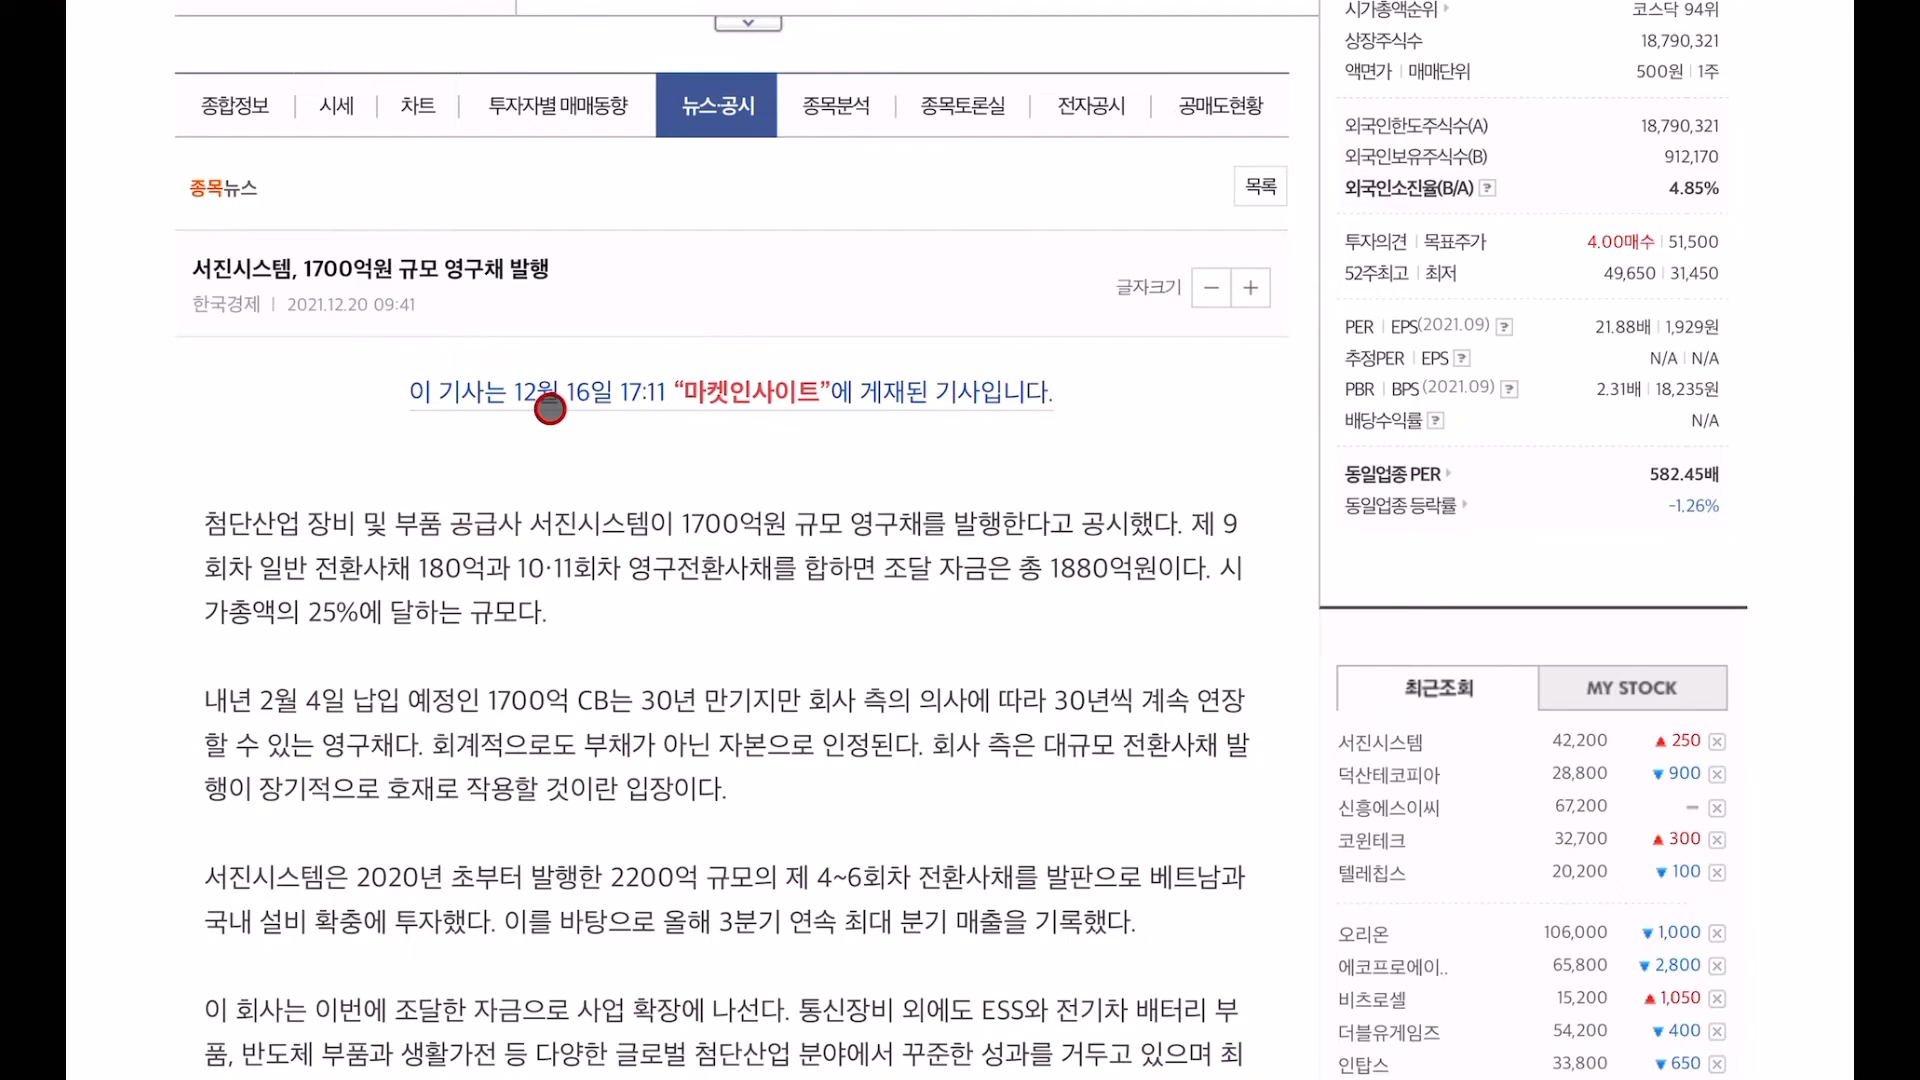 종합정보 | 시세 | 차트 | 투자자별 매매동향 뉴스·공시 종목분석 | 종목토론실 | 전자공시 | 공매도현황
종목뉴스
목록
서진시스템, 1700억원 규모 영구채 발행
한국경제 | 2021.12.20 09:41
글자크기 − +
이 기사는 12월 16일 17:11 “마켓인사이트”에 게재된 기사입니다.
첨단산업 장비 및 부품 공급사 서진시스템이 1700억원 규모 영구채를 발행한다고 공시했다. 제 9
회차 일반 전환사채 180억과 10·11회차 영구전환사채를 합하면 조달 자금은 총 1880억원이다. 시
가총액의 25%에 달하는 규모다.
내년 2월 4일 납입 예정인 1700억 CB는 30년 만기지만 회사 측의 의사에 따라 30년씩 계속 연장
할 수 있는 영구채다. 회계적으로도 부채가 아닌 자본으로 인정된다. 회사 측은 대규모 전환사채 발
행이 장기적으로 호재로 작용할 것이란 입장이다.
서진시스템은 2020년 초부터 발행한 2200억 규모의 제 4~6회차 전환사채를 발판으로 베트남과
국내 설비 확충에 투자했다. 이를 바탕으로 올해 3분기 연속 최대 분기 매출을 기록했다.
이 회사는 이번에 조달한 자금으로 사업 확장에 나선다. 통신장비 외에도 ESS와 전기차 배터리 부
품, 반도체 부품과 생활가전 등 다양한 글로벌 첨단산업 분야에서 꾸준한 성과를 거두고 있으며 최
시가총액순위 코스닥 94위
상장주식수 18,790,321
액면가 | 매매단위 500원 | 1주
외국인한도주식수(A) 18,790,321
외국인보유주식수(B) 912,170
외국인소진율(B/A) ? 4.85%
투자의견 | 목표주가 4.00매수 | 51,500
52주최고 | 최저 49,650 | 31,450
PER | EPS(2021.09) ? 21.88배 | 1,929원
추정PER | EPS ? N/A | N/A
PBR | BPS (2021.09) ? 2.31배 | 18,235원
배당수익률 ? N/A
동일업종 PER 582.45배
동일업종 등락률 -1.26%
최근조회 MY STOCK
서진시스템 42,200 ▲ 250
덕산테코피아 28,800 ▼ 900
신흥에스이씨 67,200 −
코윈테크 32,700 ▲ 300
텔레칩스 20,200 ▼ 100
오리온 106,000 ▼ 1,000
에코프로에이.. 65,800 ▼ 2,800
비츠로셀 15,200 ▲ 1,050
더블유게임즈 54,200 ▼ 400
인탑스 33,800 ▼ 650